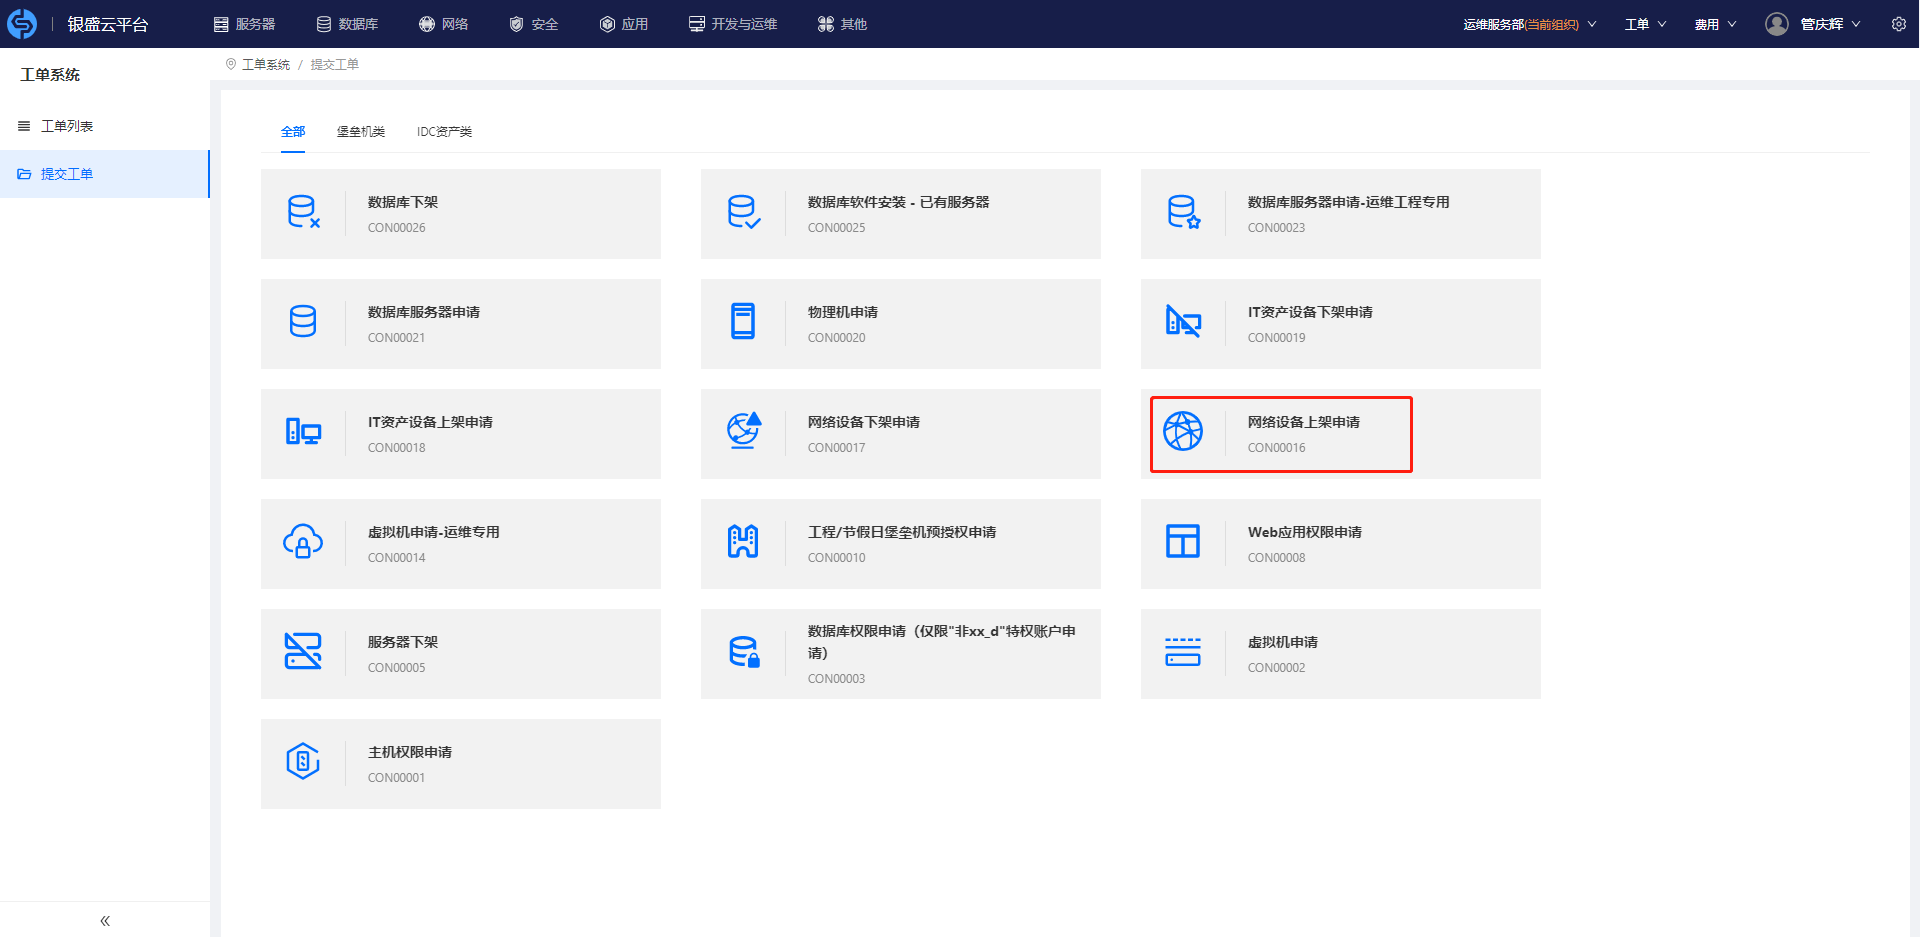 银盛云平台
服务器
数据库
网络
安全
应用
开发与运维
其他
运维服务部(当前组织)
工单
费用
管庆辉
工单系统
工单列表
提交工单
工单系统 / 提交工单
全部
堡垒机类
IDC资产类
数据库下架
CON00026
数据库软件安装 - 已有服务器
CON00025
数据库服务器申请-运维工程专用
CON00023
数据库服务器申请
CON00021
物理机申请
CON00020
IT资产设备下架申请
CON00019
IT资产设备上架申请
CON00018
网络设备下架申请
CON00017
网络设备上架申请
CON00016
虚拟机申请-运维专用
CON00014
工程/节假日堡垒机预授权申请
CON00010
Web应用权限申请
CON00008
服务器下架
CON00005
数据库权限申请（仅限"非xx_d"特权账户申
请）
CON00003
虚拟机申请
CON00002
主机权限申请
CON00001